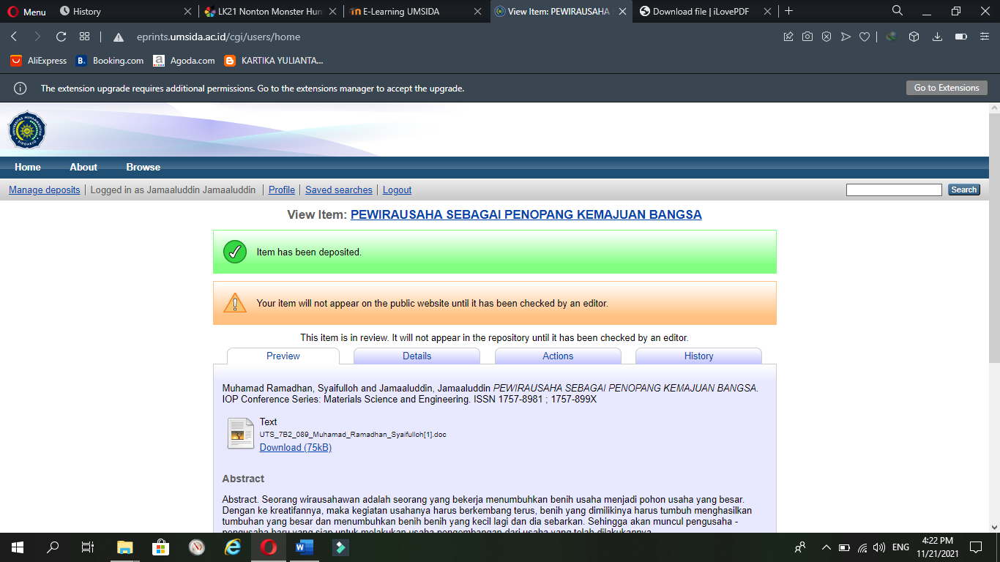 Menu
History
LK21 Nonton Monster Hun
E-Learning UMSIDA
View Item: PEWIRAUSAHA
Download file | iLovePDF
eprints.umsida.ac.id/cgi/users/home
AliExpress
B. Booking.com
a Agoda.com
KARTIKA YULIANTA...
The extension upgrade requires additional permissions. Go to the extensions manager to accept the upgrade.
Go to Extensions
Home About Browse
Manage deposits Logged in as Jamaaluddin Jamaaluddin Profile Saved searches Logout
Search
View Item: PEWIRAUSAHA SEBAGAI PENOPANG KEMAJUAN BANGSA
Item has been deposited.
Your item will not appear on the public website until it has been checked by an editor.
This item is in review. It will not appear in the repository until it has been checked by an editor.
Preview Details Actions History
Muhamad Ramadhan, Syaifulloh and Jamaaluddin, Jamaaluddin PEWIRAUSAHA SEBAGAI PENOPANG KEMAJUAN BANGSA.
IOP Conference Series: Materials Science and Engineering. ISSN 1757-8981 ; 1757-899X
Text
UTS_7B2_089_Muhamad_Ramadhan_Syaifulloh[1].doc
Download (75kB)
Abstract
Abstract. Seorang wirausahawan adalah seorang yang bekerja menumbuhkan benih usaha menjadi pohon usaha yang besar.
Dengan ke kreatifannya, maka kegiatan usahanya harus berkembang terus, benih yang dimilikinya harus tumbuh menghasilkan
tumbuhan yang besar dan menumbuhkan benih benih yang kecil lagi dan dia sebarkan. Sehingga akan muncul pengusaha -
pengusaha baru yang siap untuk melakukan usaha pengembangan dari usaha yang telah dilakukannya
ENG
4:22 PM
11/21/2021